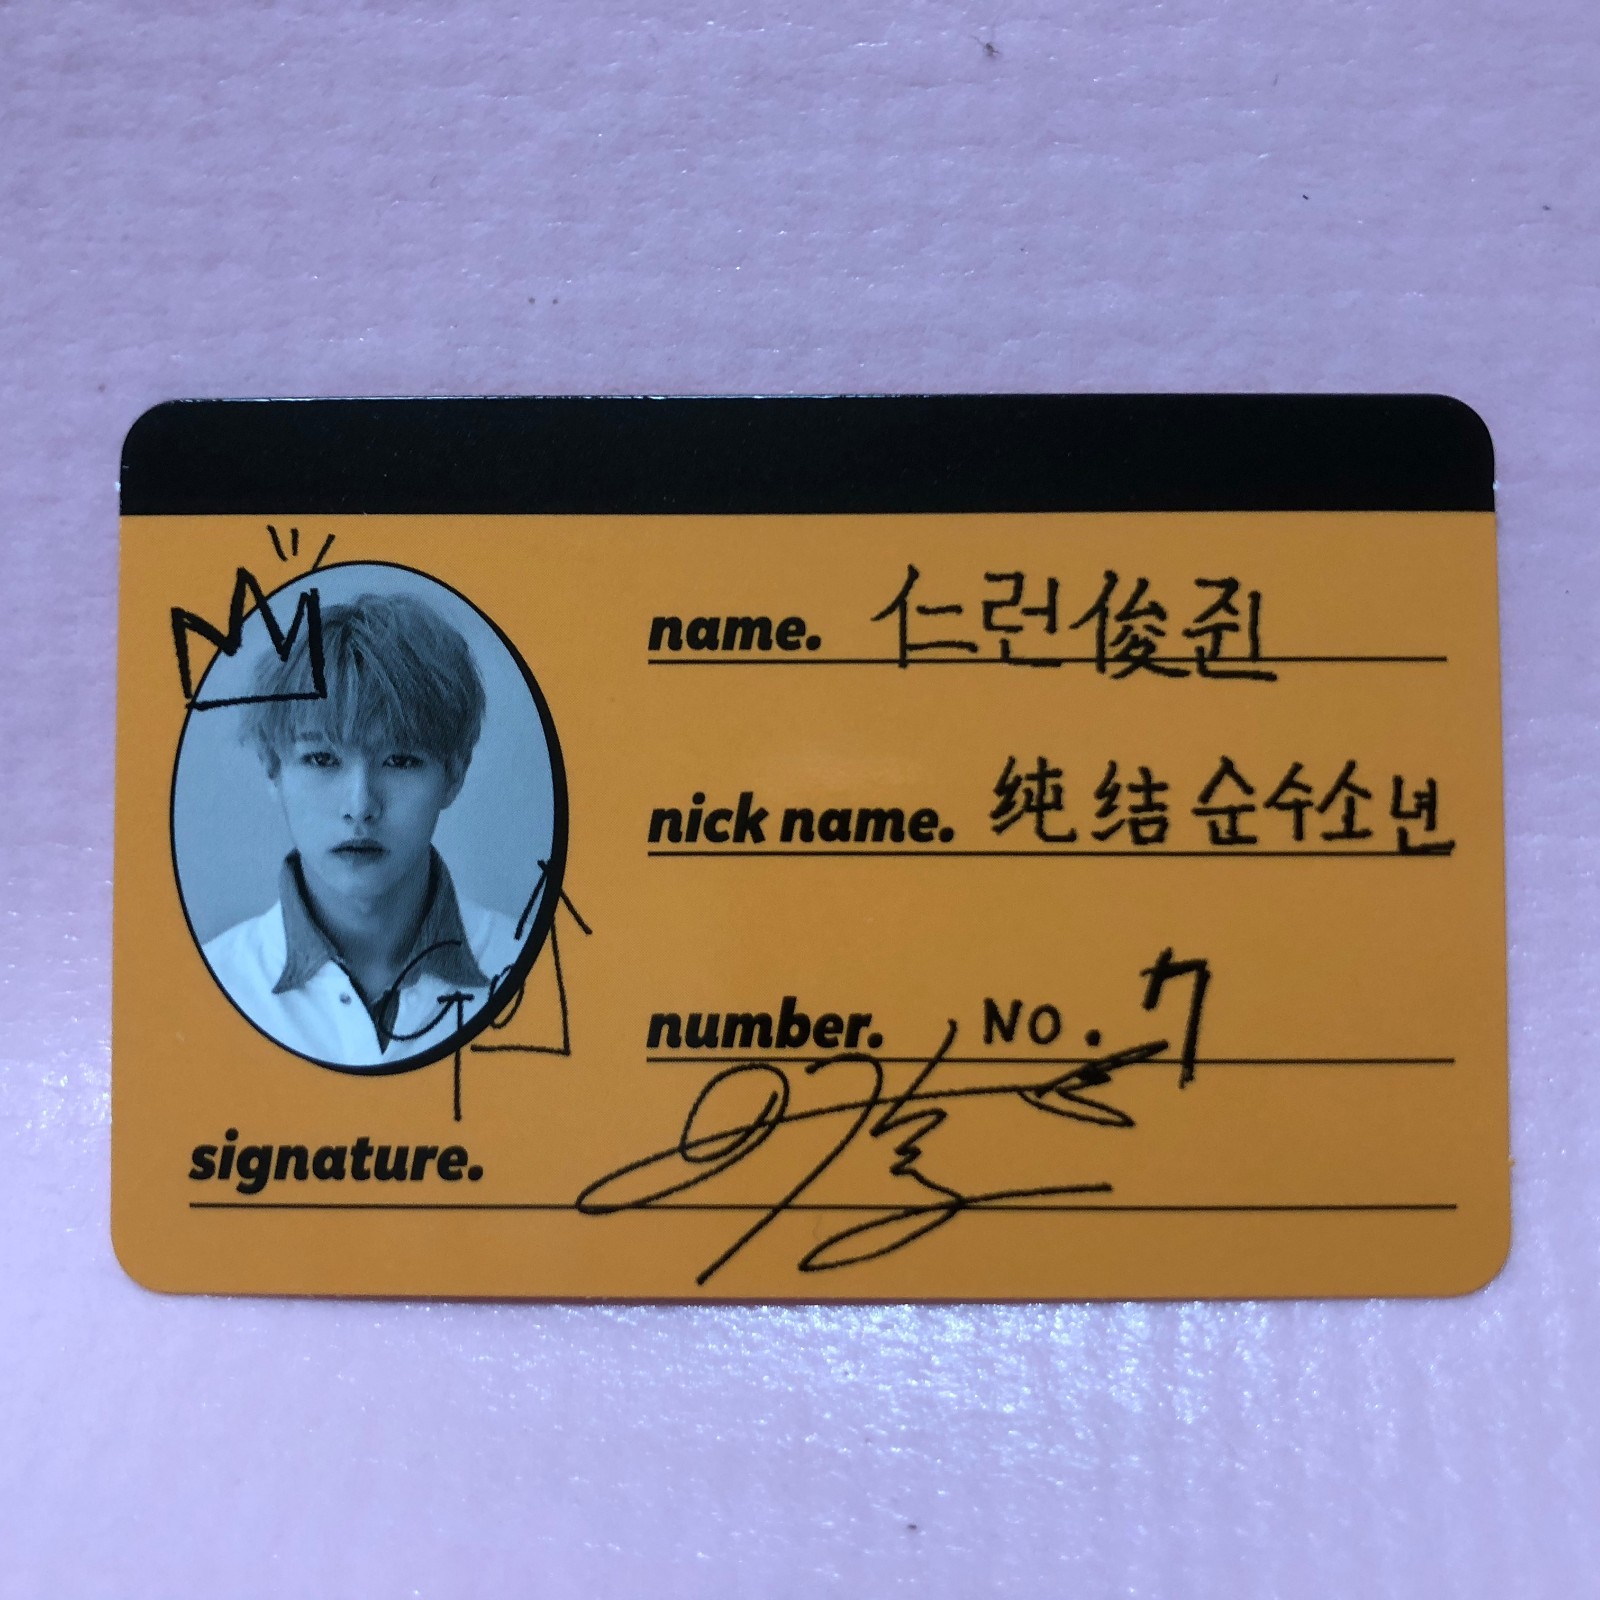 name. 仁런俊쥔
nick name. 纯结순수소년
number. NO. 7
signature.